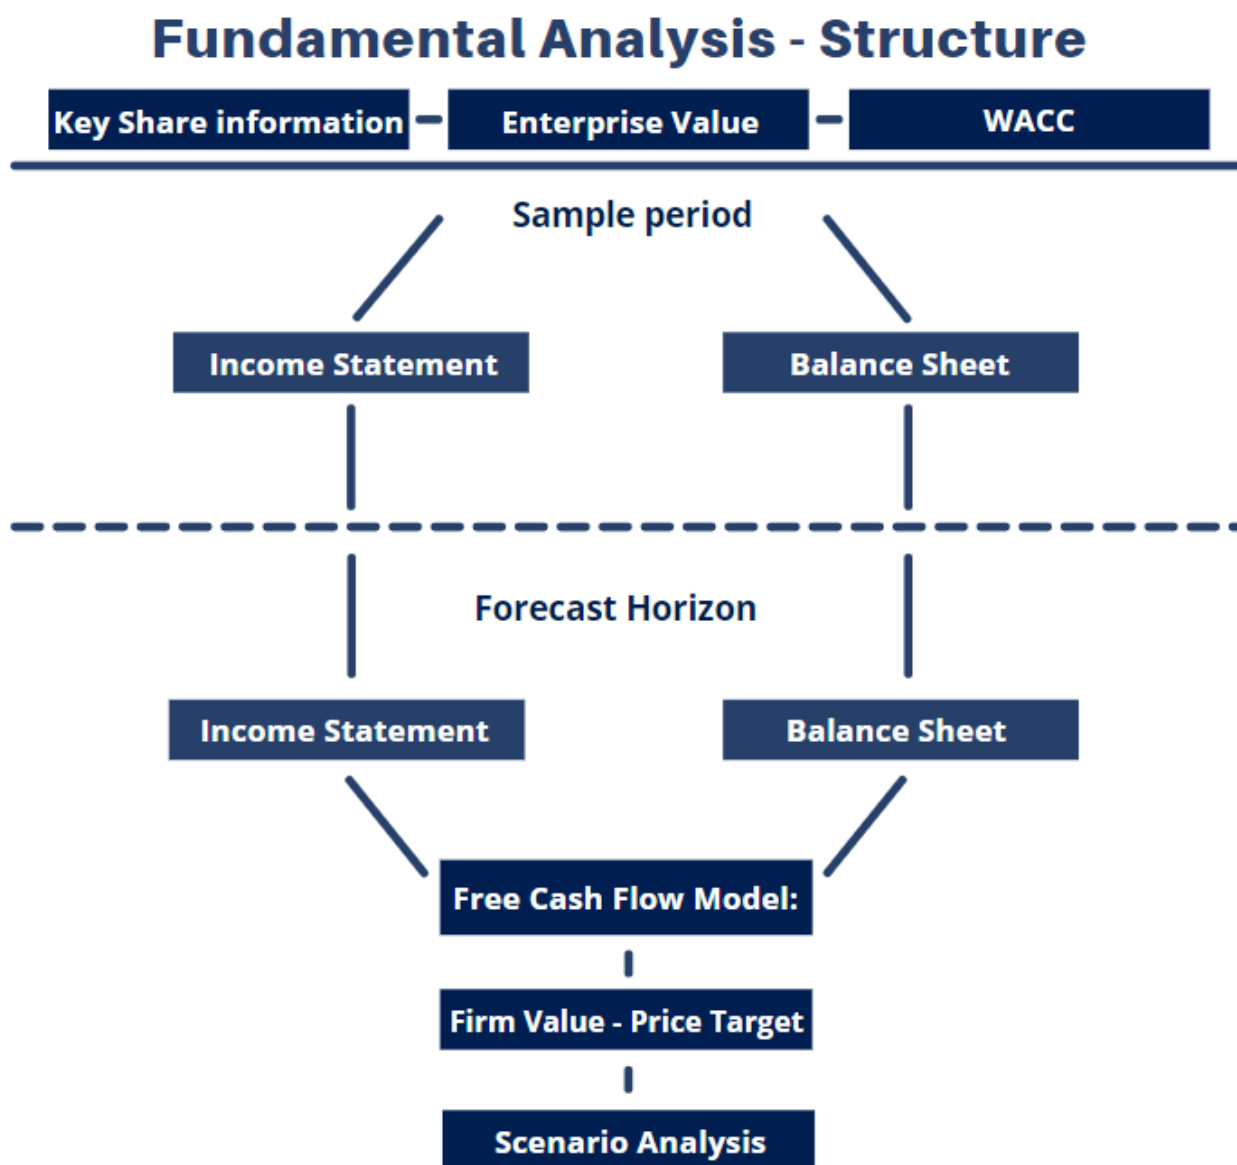 Fundamental Analysis - Structure
Key Share information
Enterprise Value
WACC
Sample period
Income Statement
Balance Sheet
Forecast Horizon
Income Statement
Balance Sheet
Free Cash Flow Model:
Firm Value - Price Target
Scenario Analysis